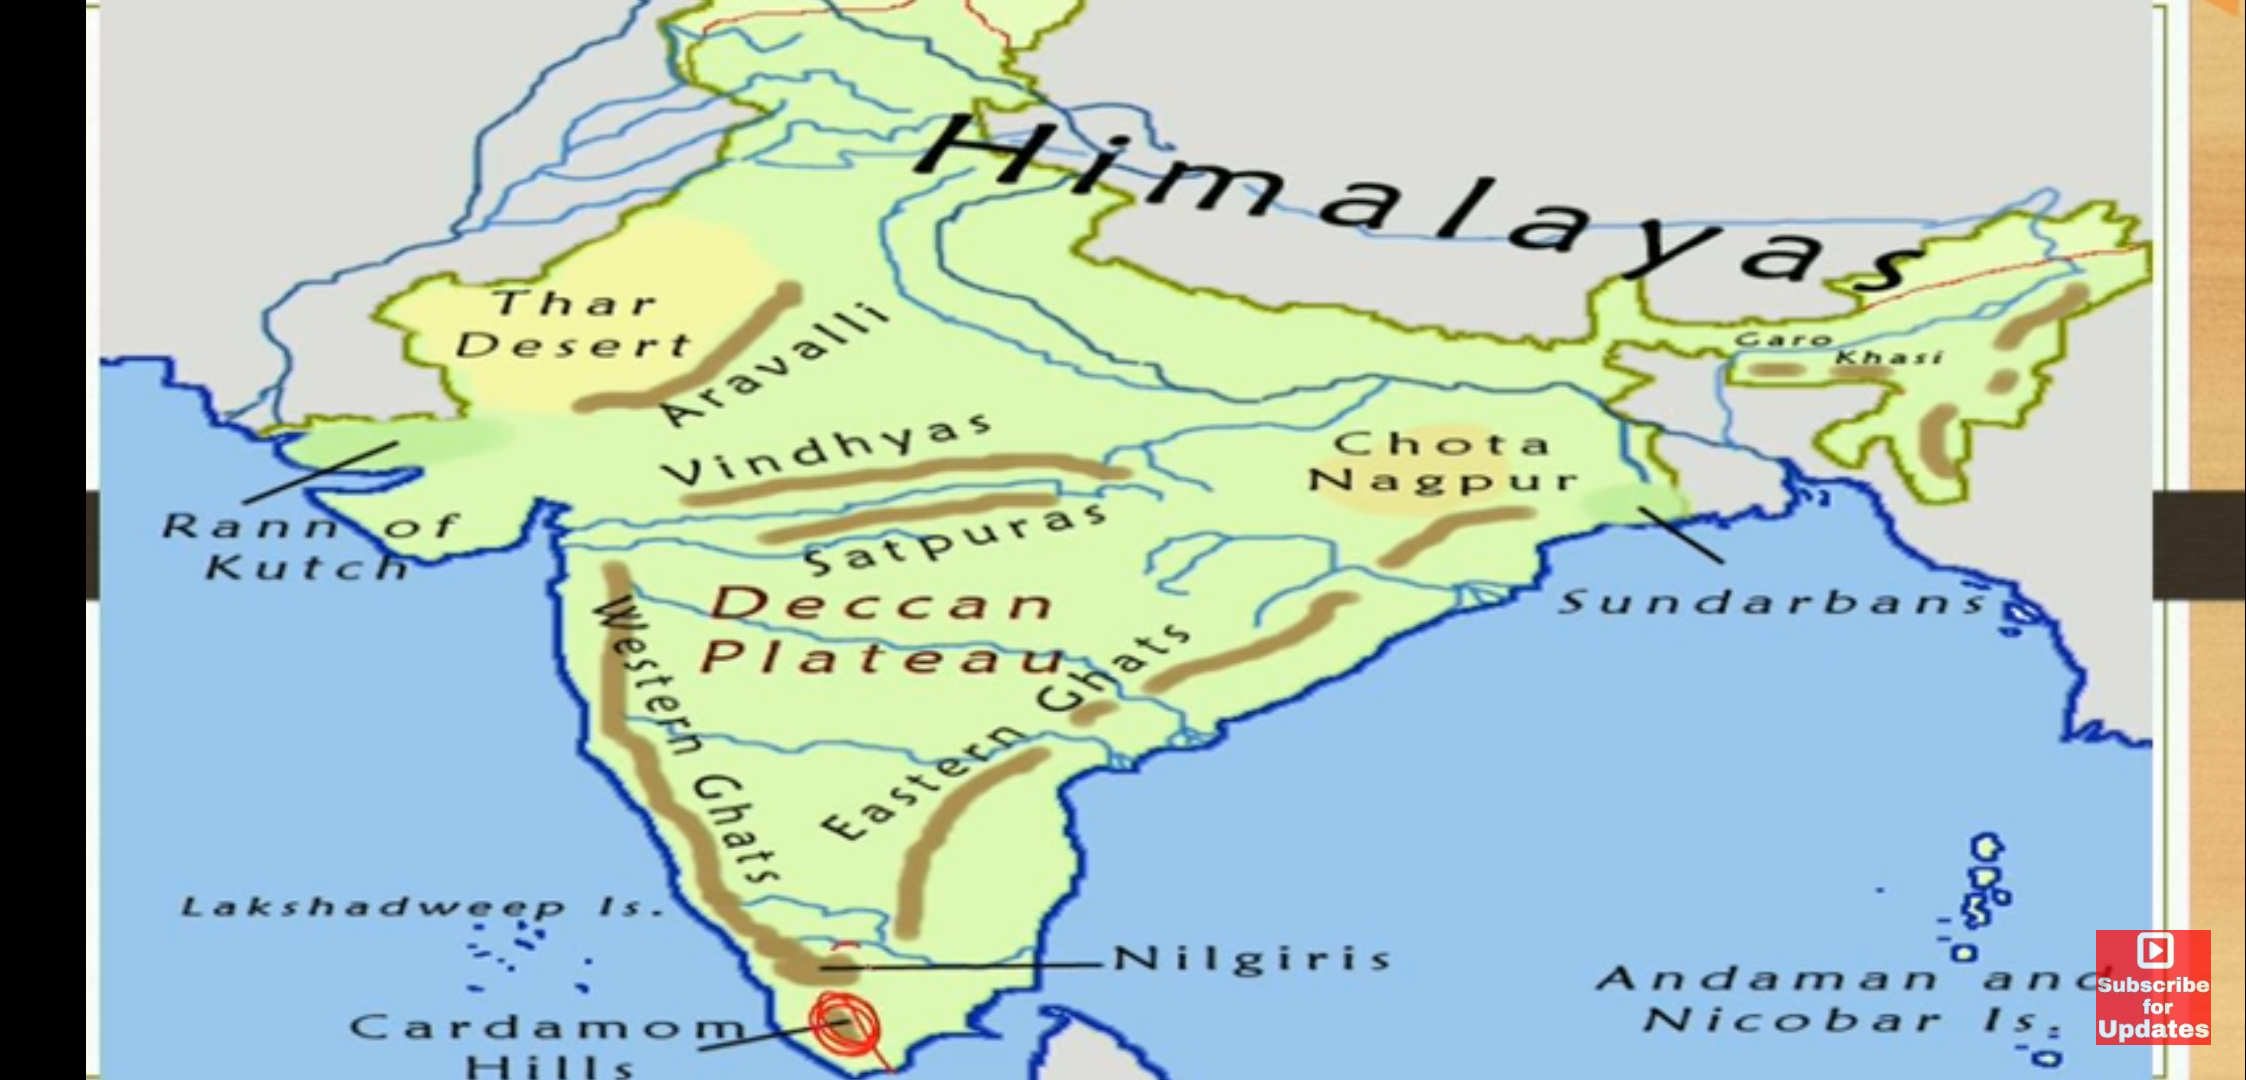 Himalayas
Thar
Desert
Aravalli
Garo
Khasi
Vindhyas
Chota
Nagpur
Rann of
Kutch
Satpuras
Deccan
Plateau
Sundarbans
Western Ghats
Eastern Ghats
Lakshadweep Is.
Nilgiris
Andaman and
Nicobar Is.
Cardamom
Hills
Subscribe
for
Updates